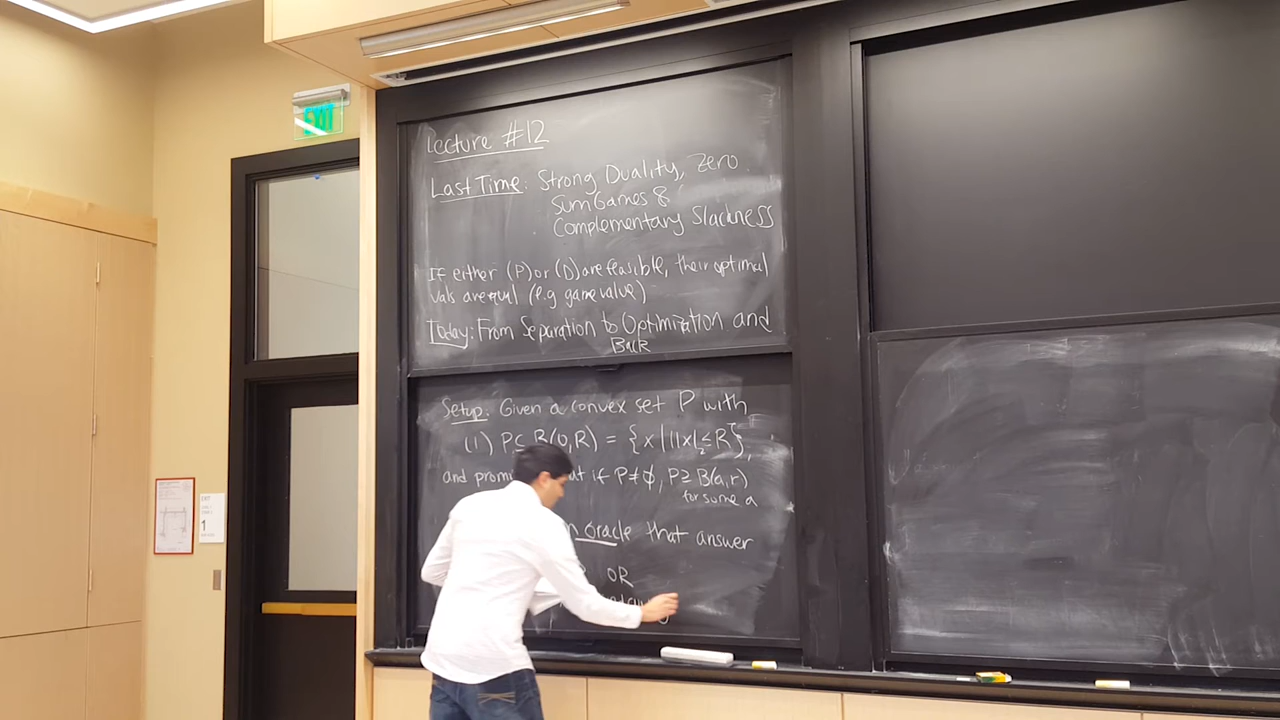 EXIT
Lecture #12
Last Time: Strong Duality, Zero
Sum Games &
Complementary Slackness
If either (P) or (D) are feasible, their optimal
vals are equal (e.g. game value)
Today: From Separation to Optimization and
Back
Setup: Given a convex set P with
(1) P ⊆ B(0,R) = {x | ||x||₂ ≤ R},
and if P ≠ ∅, P ⊇ B(a,r)
for some a
oracle that answer
OR
1